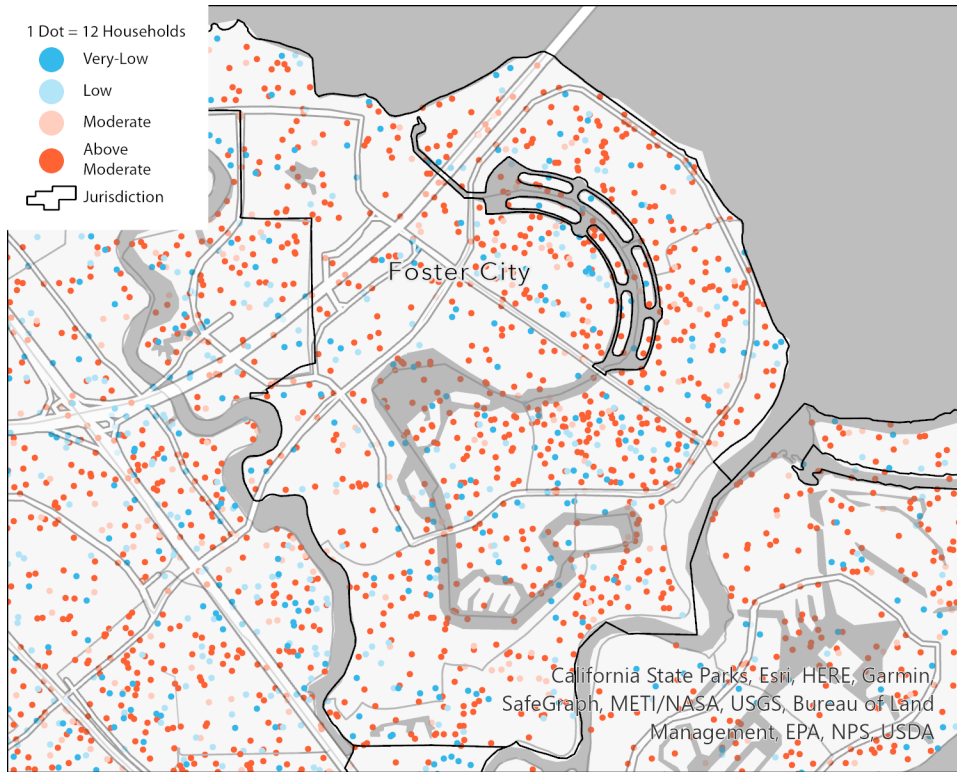 1 Dot = 12 Households
Very-Low
Low
Moderate
Above
Moderate
Jurisdiction
Foster City
California State Parks, Esri, HERE, Garmin,
SafeGraph, METI/NASA, USGS, Bureau of Land
Management, EPA, NPS, USDA